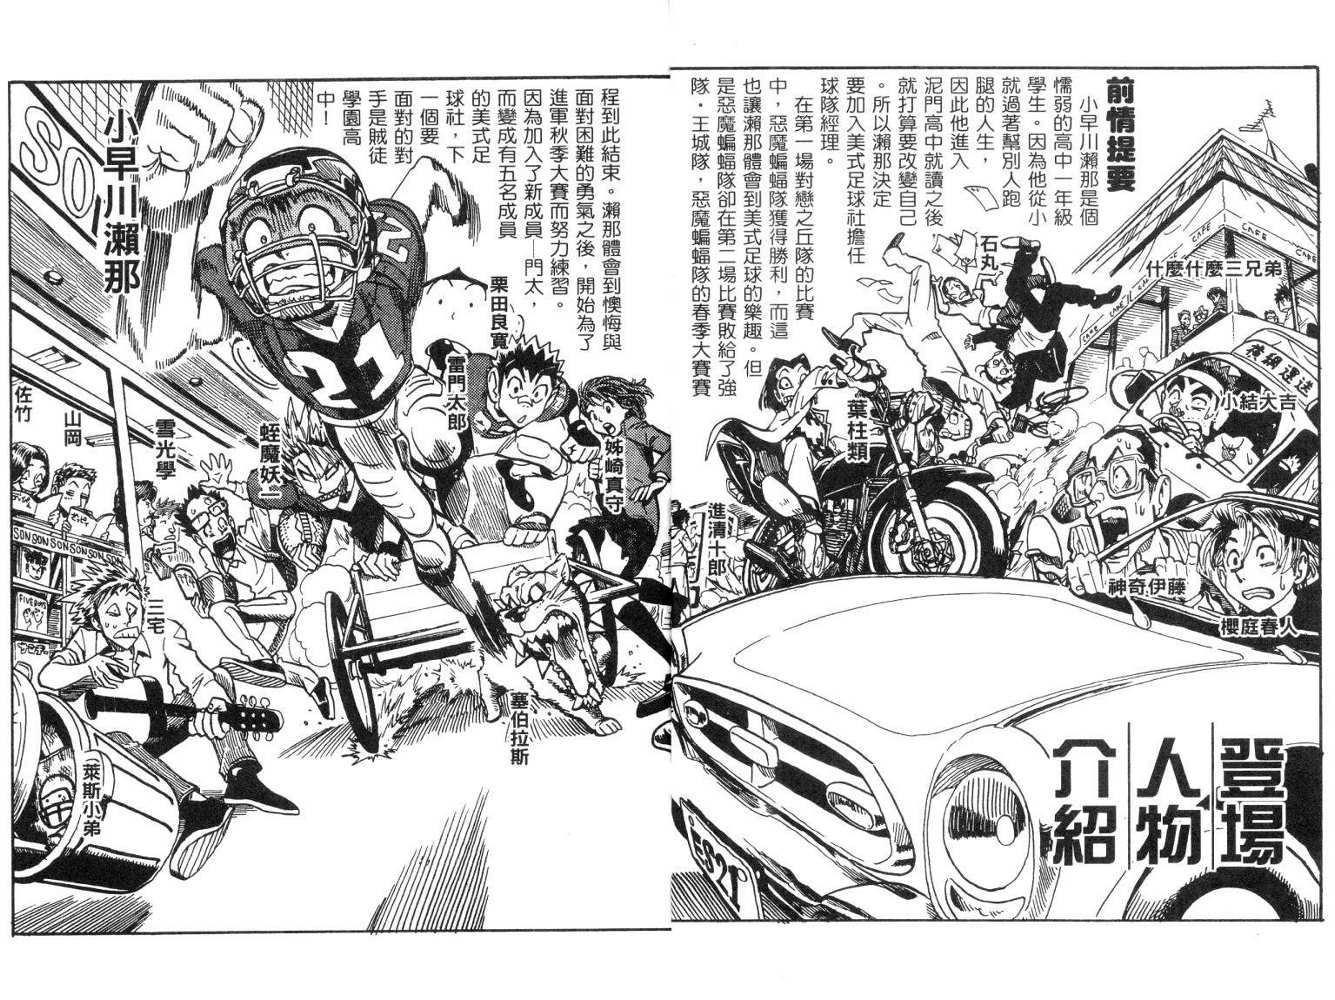 前情提要
小早川瀨那是個
懦弱的高中一年級
學生。因為他從小
就過著幫別人跑
腿的人生，
因此他進入
泥門高中就讀之後
就打算要改變自己
。所以瀨那決定
要加入美式足球社擔任
球隊經理。
在第一場對戀之丘隊的比賽
中，惡魔蝙蝠隊獲得勝利，而這
也讓瀨那體會到美式足球的樂趣。但
是惡魔蝙蝠隊卻在第二場比賽敗給了強
隊・王城隊，惡魔蝙蝠隊的春季大賽賽
程到此結束。瀨那體會到懊悔與
面對困難的勇氣之後，開始為了
進軍秋季大賽而努力練習。
因為加入了新成員—門太，
而變成有五名成員
的美式足
球社，下
一個要
面對的對
手是賊徒
學園高
中！
登場
人物
介紹
什麼什麼三兄弟
CAFE CAFE CAFE
石丸
黃網運送
小結大吉
葉柱類
神奇伊藤
櫻庭春人
進清十郎
E821
姊崎真守
栗田良寬
雷門太郎
塞伯拉斯
21
蛭魔妖一
小早川瀨那
SO
雪光學
山岡
佐竹
SONSONSONSONSON
三宅
萊斯小弟